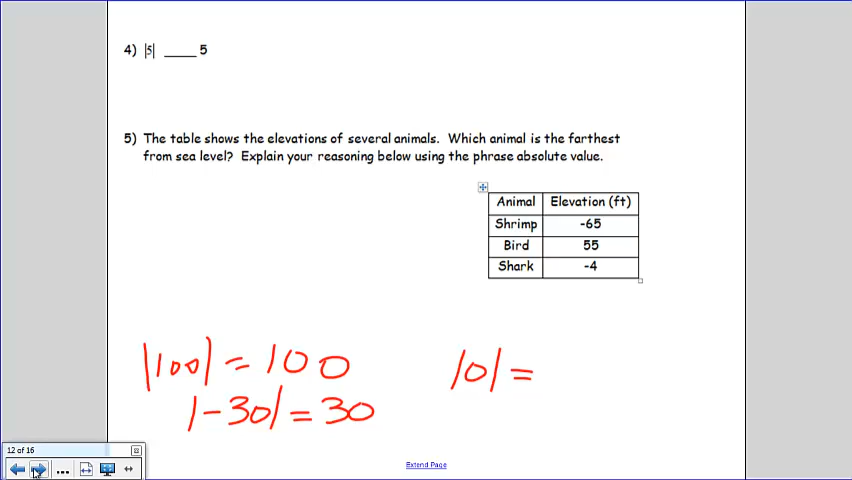 4) |5| ____ 5
5) The table shows the elevations of several animals. Which animal is the farthest
from sea level? Explain your reasoning below using the phrase absolute value.
Animal Elevation (ft)
Shrimp -65
Bird 55
Shark -4
|100| = 100
|0| =
|-30| = 30
12 of 16
...
Extend Page